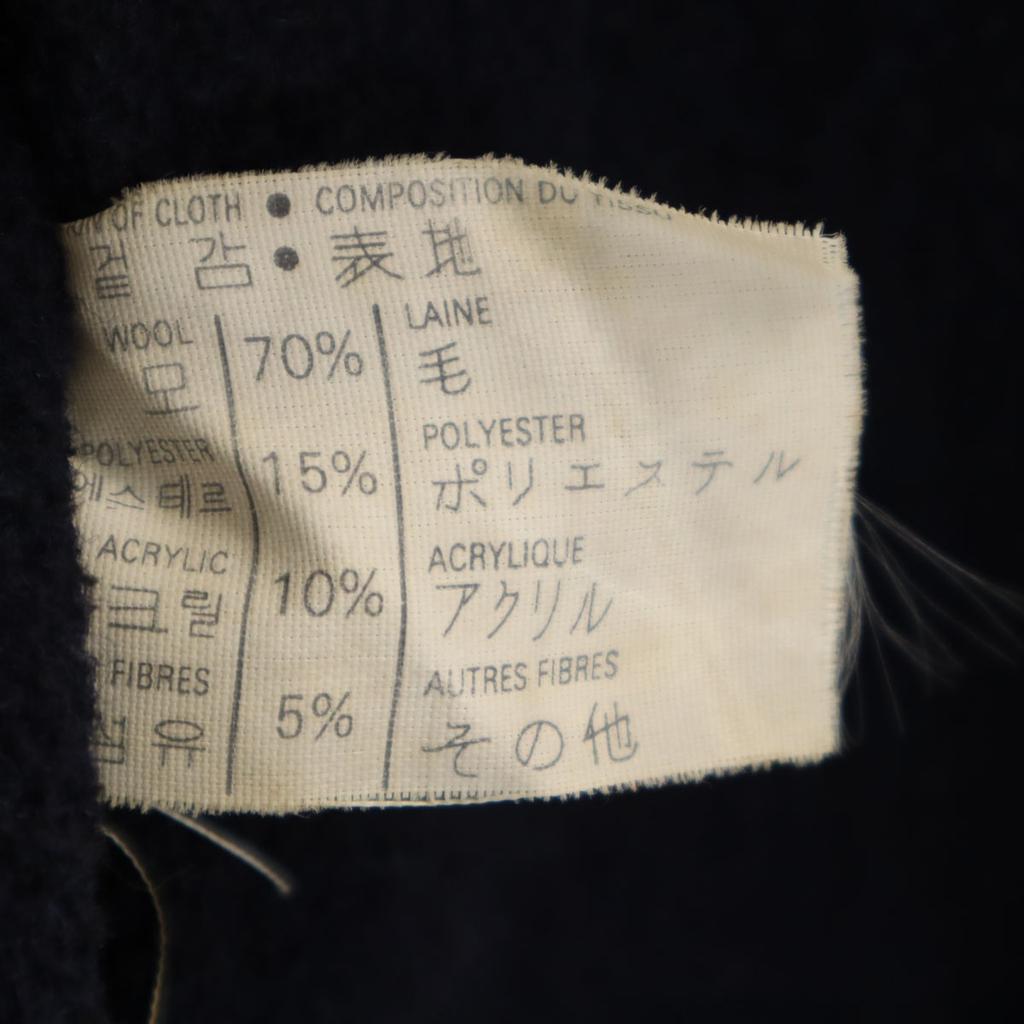 OF CLOTH ● COMPOSITION DU TISSU
겉 감 ● 表地
WOOL 70% LAINE
모 毛
POLYESTER 15% POLYESTER
에스테르 ポリエステル
ACRYLIC 10% ACRYLIQUE
크릴 アクリル
FIBRES 5% AUTRES FIBRES
섬유 その他